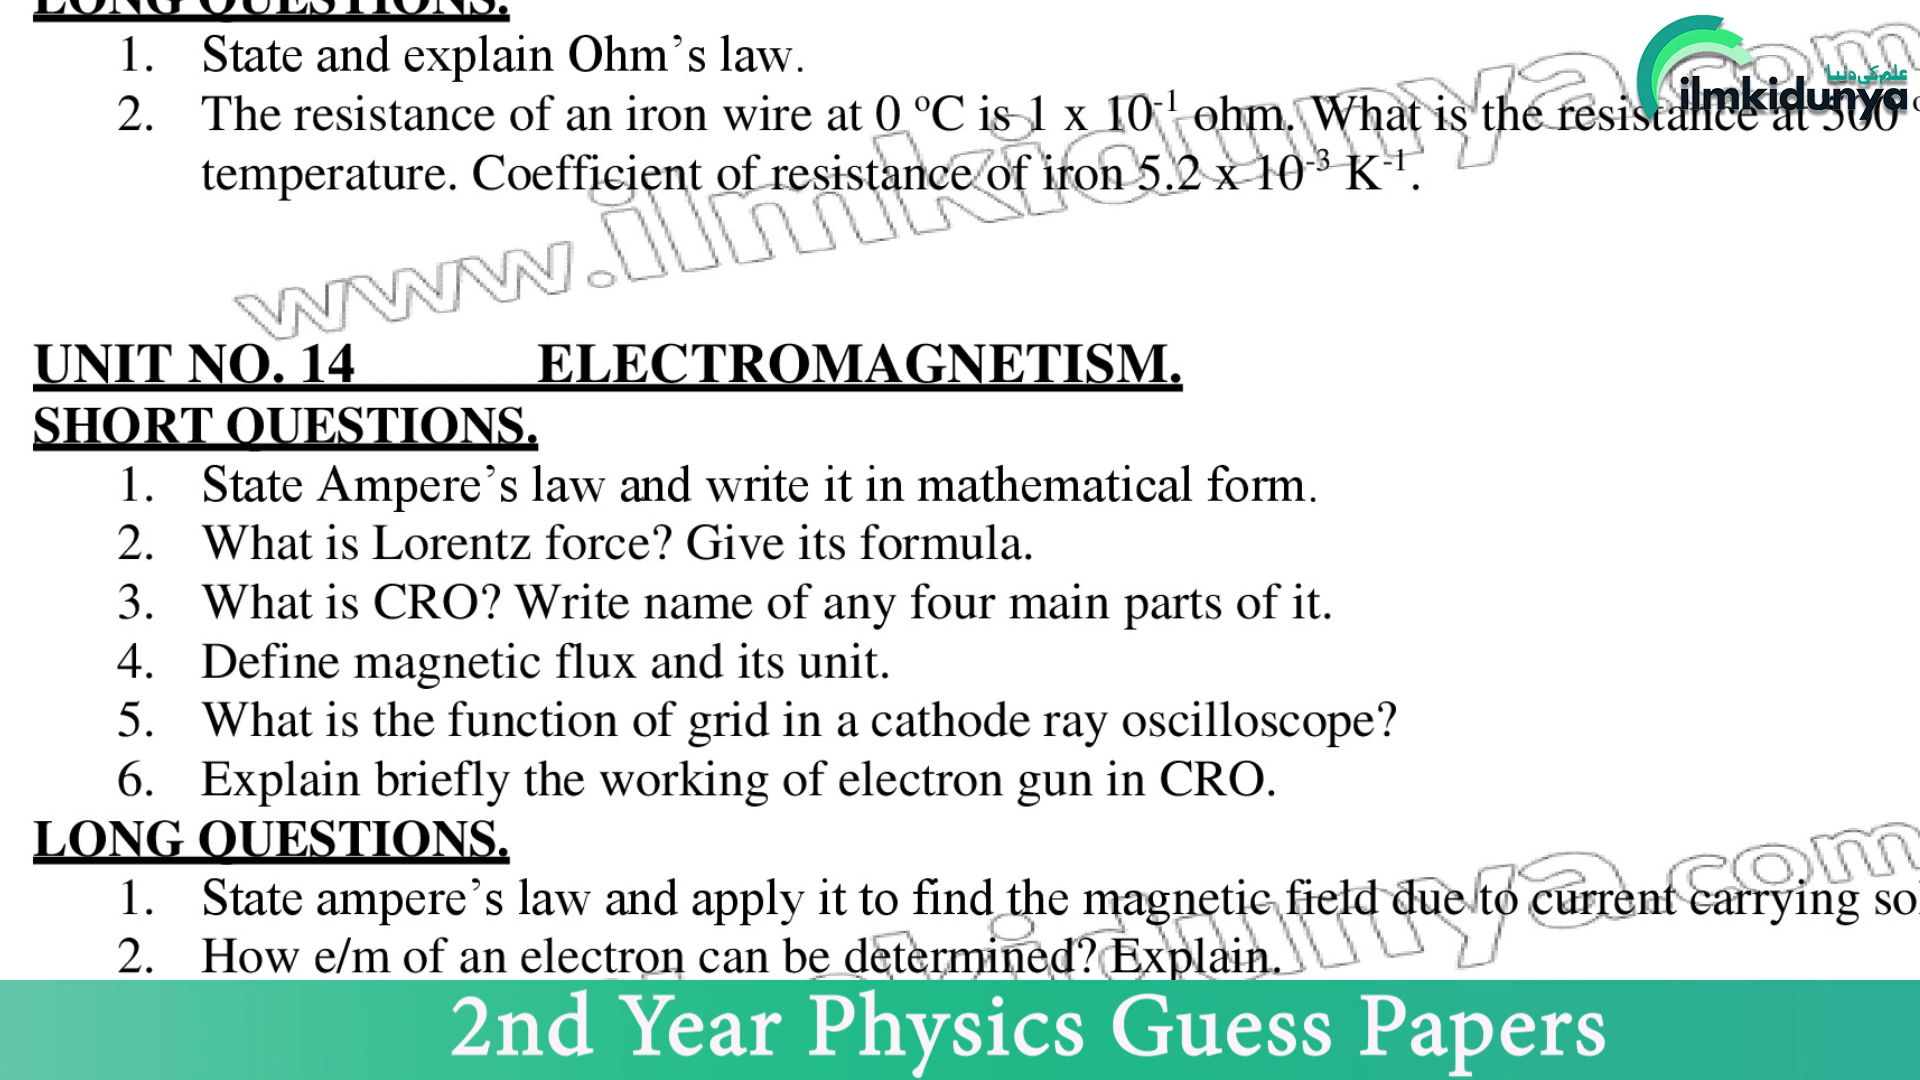 LONG QUESTIONS.
1. State and explain Ohm’s law.
2. The resistance of an iron wire at 0 °C is 1 x 10⁻¹ ohm. What is the resistance at 500 °
temperature. Coefficient of resistance of iron 5.2 x 10⁻³ K⁻¹.
علم کی دنیا
ilmkidunya
www.ilmkidunya.com
UNIT NO. 14 ELECTROMAGNETISM.
SHORT QUESTIONS.
1. State Ampere’s law and write it in mathematical form.
2. What is Lorentz force? Give its formula.
3. What is CRO? Write name of any four main parts of it.
4. Define magnetic flux and its unit.
5. What is the function of grid in a cathode ray oscilloscope?
6. Explain briefly the working of electron gun in CRO.
LONG QUESTIONS.
1. State ampere’s law and apply it to find the magnetic field due to current carrying so
2. How e/m of an electron can be determined? Explain.
kidunya.com
2nd Year Physics Guess Papers